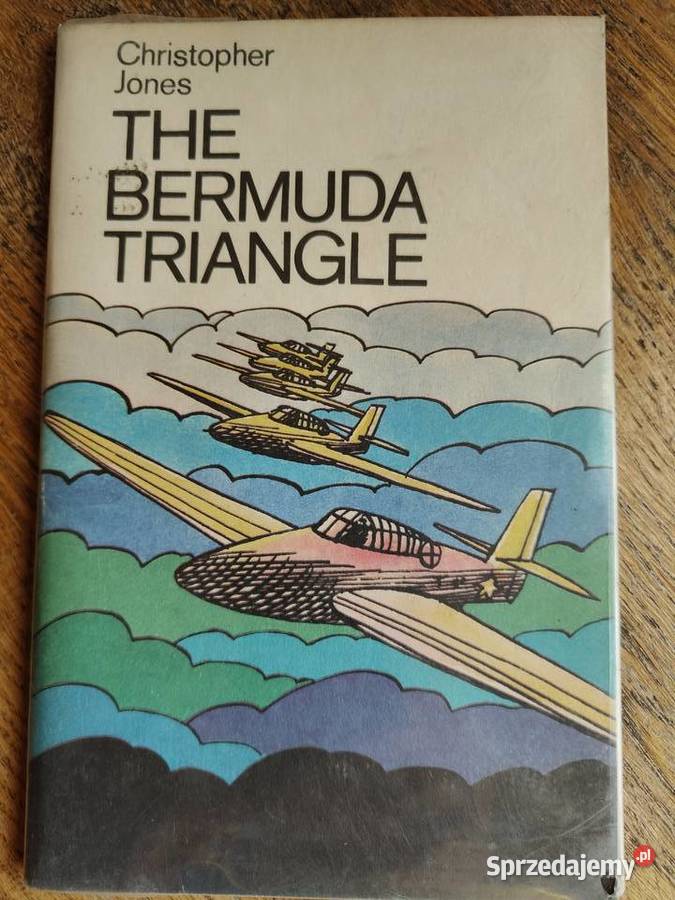 Christopher
Jones
THE
BERMUDA
TRIANGLE
Sprzedajemy.pl